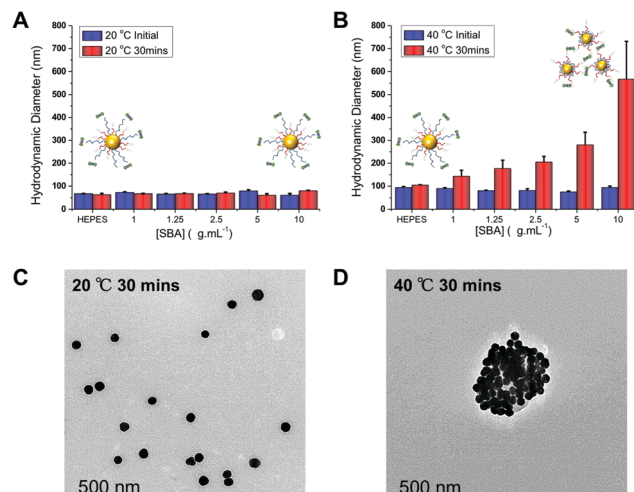 A
800
700
600
500
400
300
200
100
0
Hydrodynamic Diameter (nm)
20 °C Initial
20 °C 30mins
HEPES 1 1.25 2.5 5 10
[SBA] ( g.mL⁻¹)
B
800
700
600
500
400
300
200
100
0
Hydrodynamic Diameter (nm)
40 °C Initial
40 °C 30mins
HEPES 1 1.25 2.5 5 10
[SBA] ( g.mL⁻¹)
C
20 ℃ 30 mins
500 nm
D
40 ℃ 30 mins
500 nm